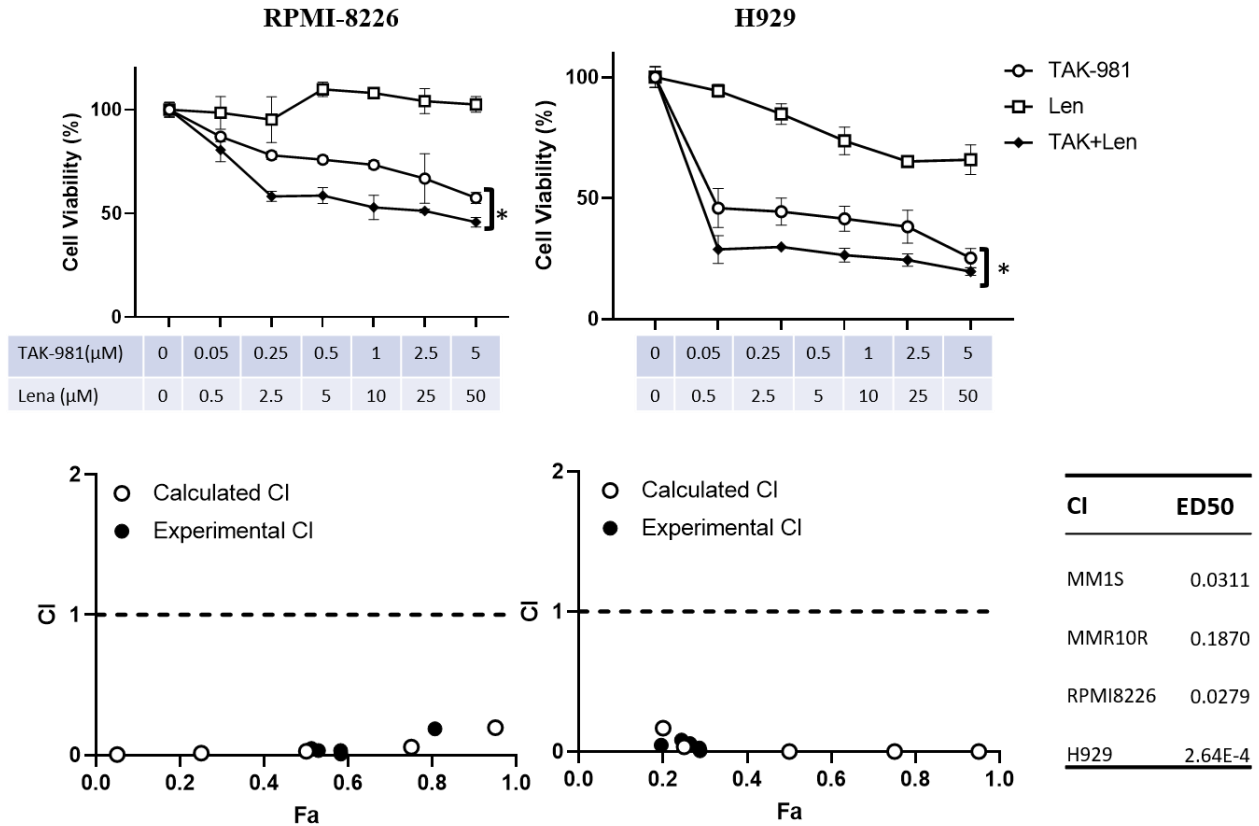 RPMI-8226
H929
Cell Viability (%)
100
50
0
*
Cell Viability (%)
100
50
0
*
TAK-981
Len
TAK+Len
TAK-981(μM) 0 0.05 0.25 0.5 1 2.5 5
Lena (μM) 0 0.5 2.5 5 10 25 50
0 0.05 0.25 0.5 1 2.5 5
0 0.5 2.5 5 10 25 50
CI
2
1
0
Calculated CI
Experimental CI
0.0 0.2 0.4 0.6 0.8 1.0
Fa
CI
2
1
0
Calculated CI
Experimental CI
0.0 0.2 0.4 0.6 0.8 1.0
Fa
CI ED50
MM1S 0.0311
MMR10R 0.1870
RPMI8226 0.0279
H929 2.64E-4